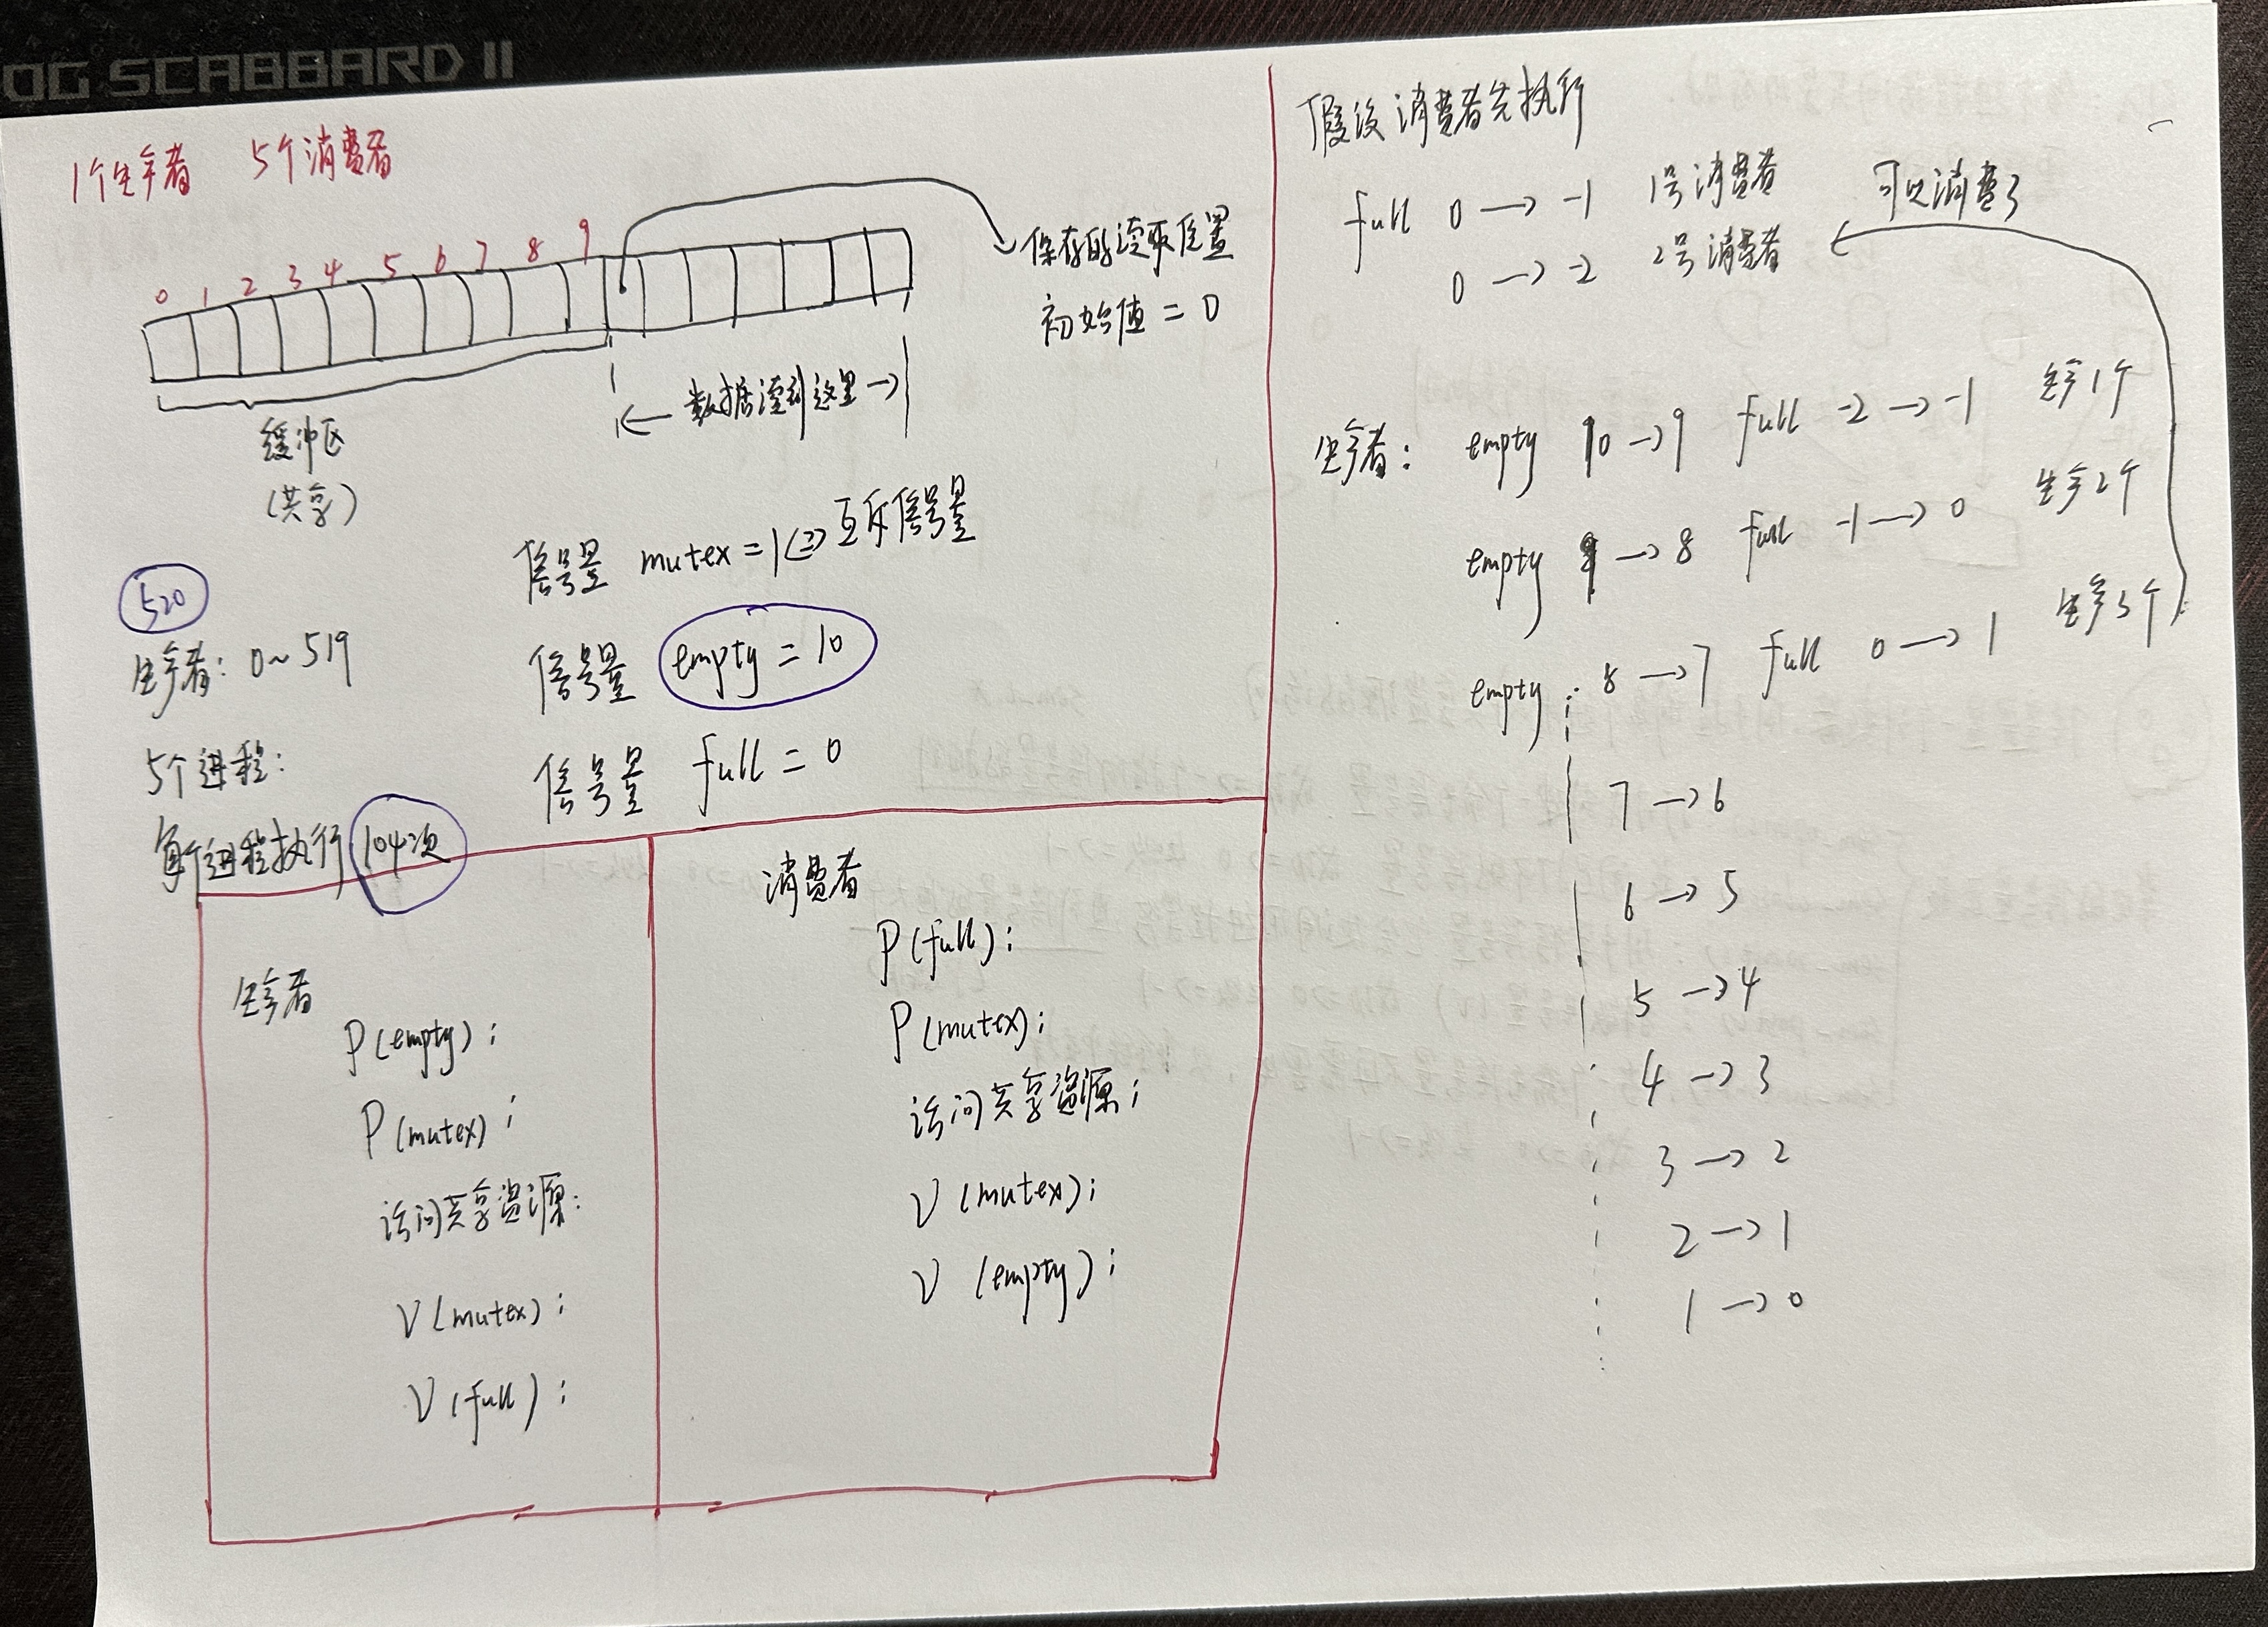 OG SCABBARD II
1个生产者 5个消费者
0 1 2 3 4 5 6 7 8 9
保存的读取位置
初始值 = 0
← 数据读到这里 →
缓冲区
(共享)
信号量 mutex = 1 <=> 互斥信号量
信号量 empty = 10
信号量 full = 0
520
生产者: 0~519
5个进程:
每个进程执行104次
生产者
P(empty);
P(mutex);
访问共享资源;
V(mutex);
V(full);
消费者
P(full);
P(mutex);
访问共享资源;
V(mutex);
V(empty);
假设消费者先执行
full 0 → -1 1号消费者
0 → -2 2号消费者
可以消费了
生产者: empty 10 → 9 full -2 → -1 生产1个
empty 9 → 8 full -1 → 0 生产2个
empty 8 → 7 full 0 → 1 生产3个
7 → 6
6 → 5
5 → 4
4 → 3
3 → 2
2 → 1
1 → 0